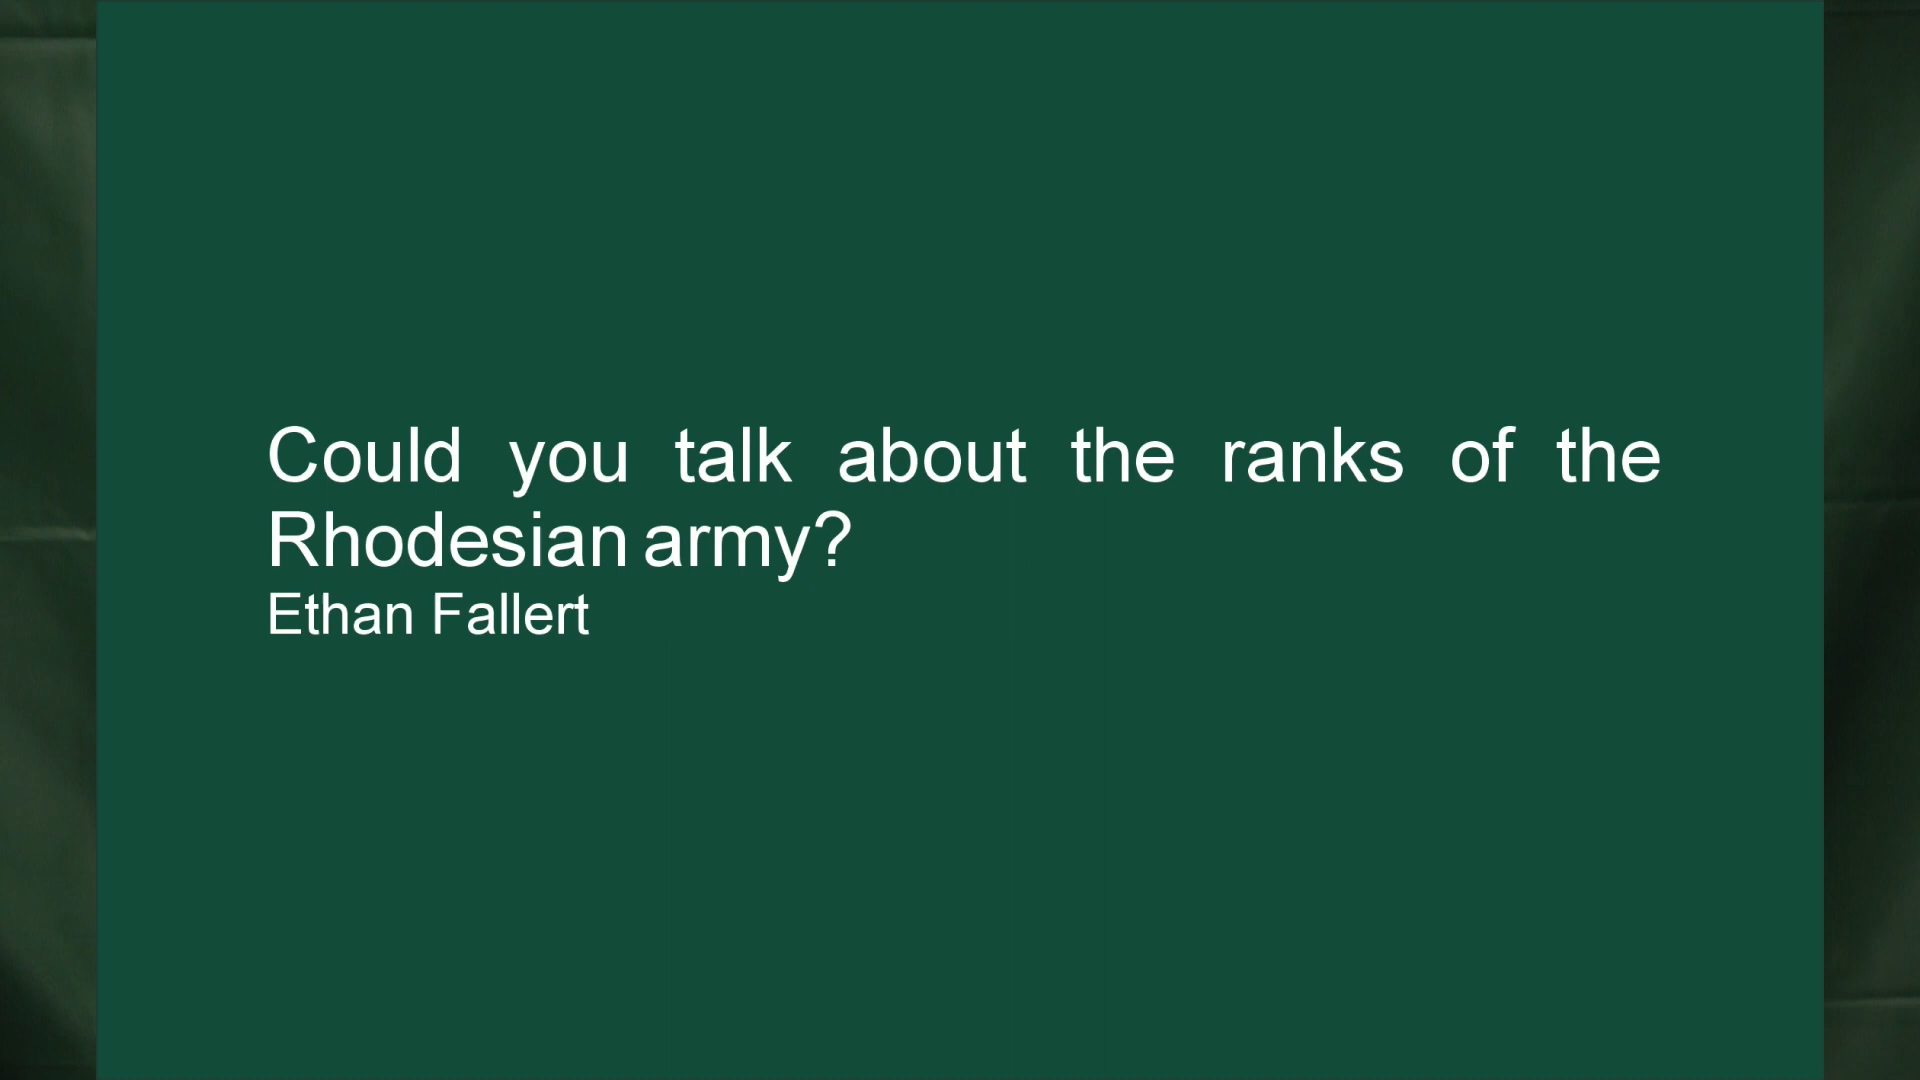 Could you talk about the ranks of the
Rhodesian army?
Ethan Fallert